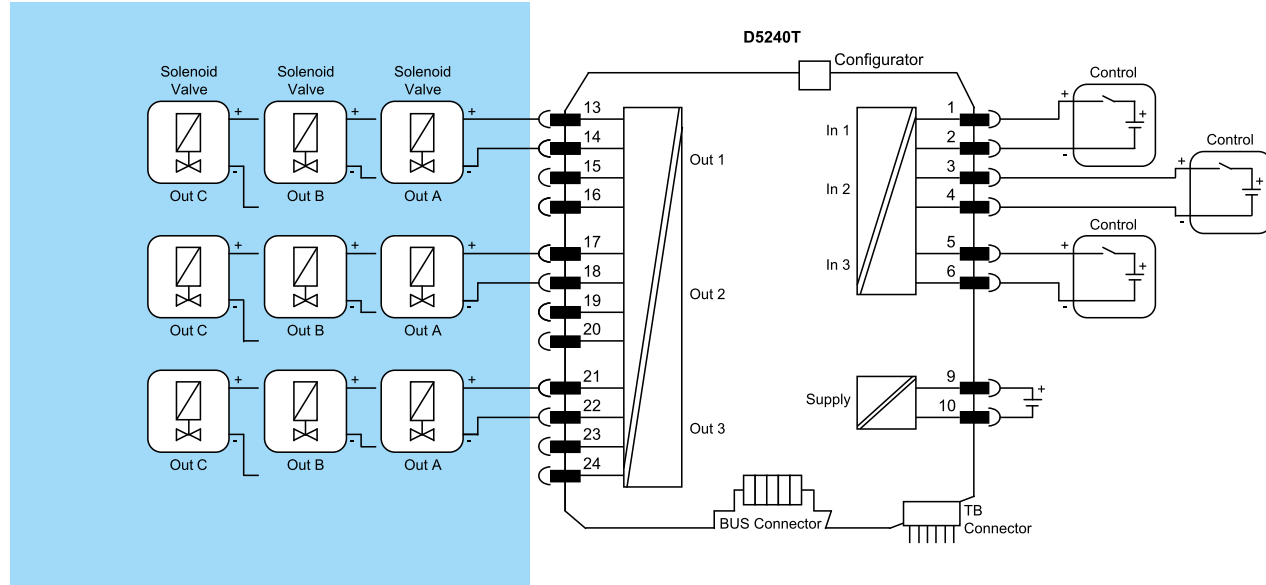 D5240T
Configurator
Solenoid
Valve
Solenoid
Valve
Solenoid
Valve
+
-
+
-
+
-
Out C
Out B
Out A
+
-
+
-
+
-
Out C
Out B
Out A
+
-
+
-
+
-
Out C
Out B
Out A
13
14
15
16
17
18
19
20
21
22
23
24
Out 1
Out 2
Out 3
In 1
In 2
In 3
Supply
1
2
3
4
5
6
9
10
Control
+
-
+
Control
+
-
+
Control
+
-
+
+
BUS Connector
TB
Connector